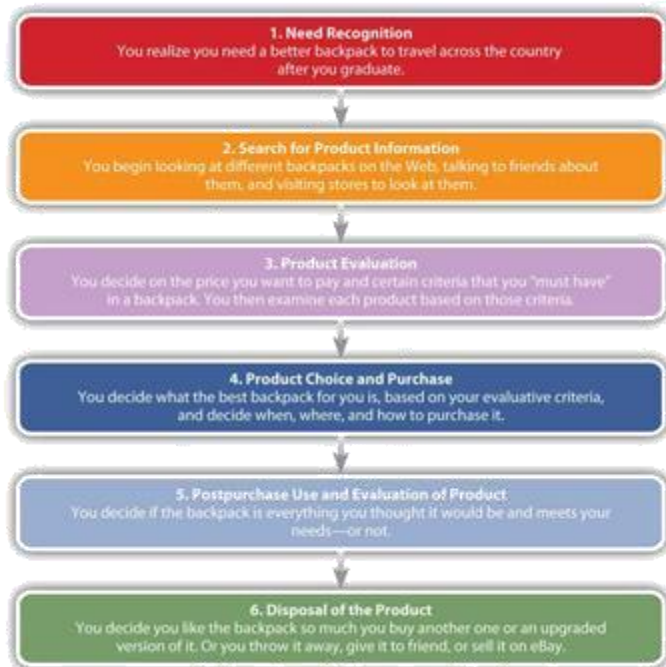 1. Need Recognition
You realize you need a better backpack to travel across the country
after you graduate.
2. Search for Product Information
You begin looking at different backpacks on the Web, talking to friends about
them, and visiting stores to look at them.
3. Product Evaluation
You decide on the price you want to pay and certain criteria that you "must have"
in a backpack. You then examine each product based on those criteria.
4. Product Choice and Purchase
You decide what the best backpack for you is, based on your evaluative criteria,
and decide when, where, and how to purchase it.
5. Postpurchase Use and Evaluation of Product
You decide if the backpack is everything you thought it would be and meets your
needs—or not.
6. Disposal of the Product
You decide you like the backpack so much you buy another one or an upgraded
version of it. Or you throw it away, give it to friend, or sell it on eBay.